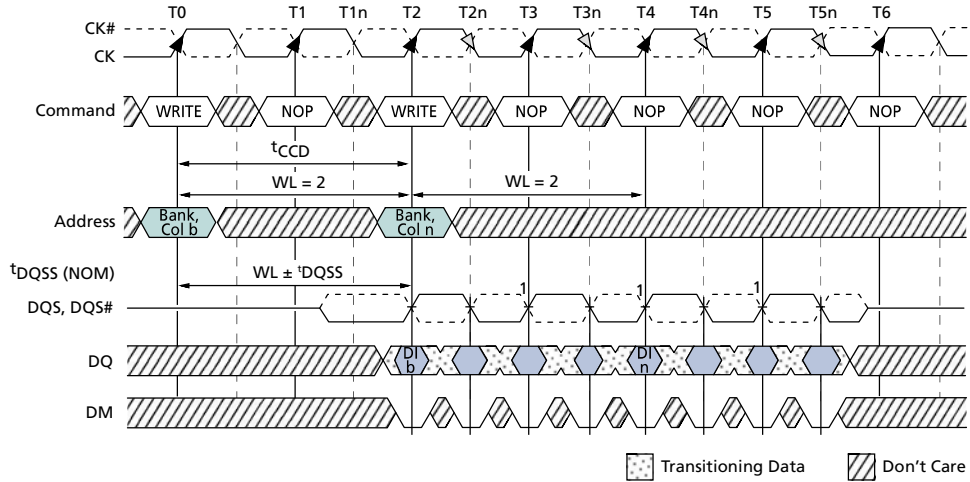 T0 T1 T1n T2 T2n T3 T3n T4 T4n T5 T5n T6
CK#
CK
Command WRITE NOP WRITE NOP NOP NOP NOP
tCCD
WL = 2 WL = 2
Address Bank, Col b Bank, Col n
tDQSS (NOM)
WL ± tDQSS
DQS, DQS# 1 1 1
DQ DI b DI n
DM
Transitioning Data Don't Care